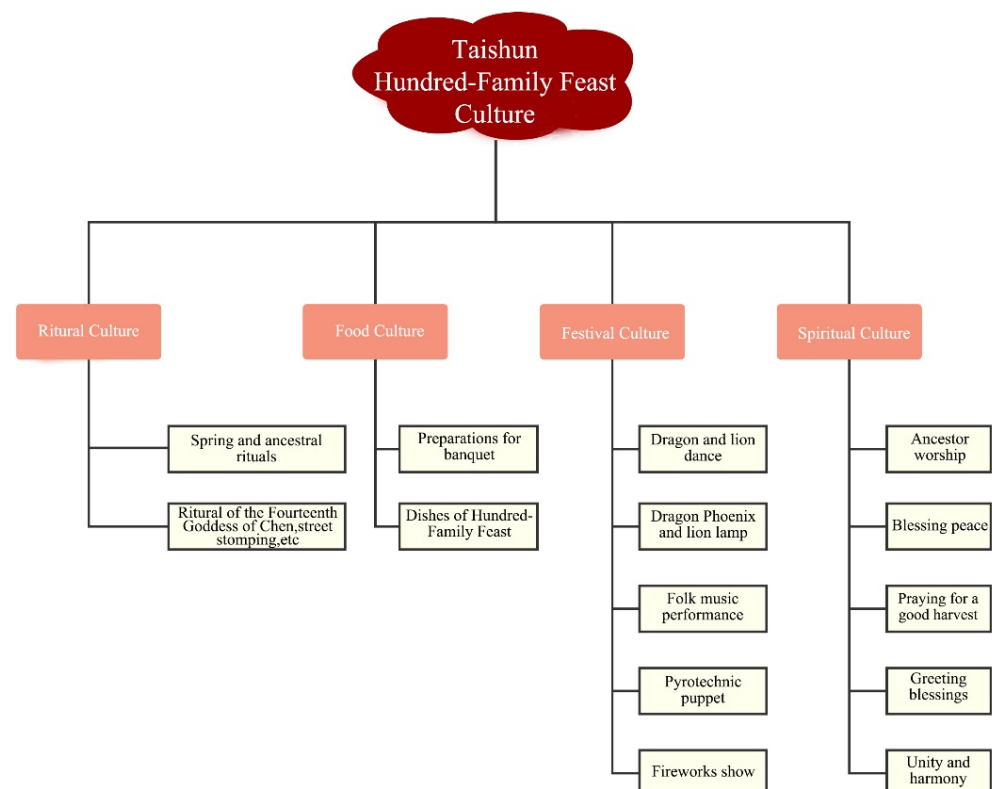 Taishun
Hundred-Family Feast
Culture
Ritural Culture
Food Culture
Festival Culture
Spiritual Culture
Spring and ancestral
rituals
Ritural of the Fourteenth
Goddess of Chen,street
stomping,etc
Preparations for
banquet
Dishes of Hundred-
Family Feast
Dragon and lion
dance
Dragon Phoenix
and lion lamp
Folk music
performance
Pyrotechnic
puppet
Fireworks show
Ancestor
worship
Blessing peace
Praying for a
good harvest
Greeting
blessings
Unity and
harmony